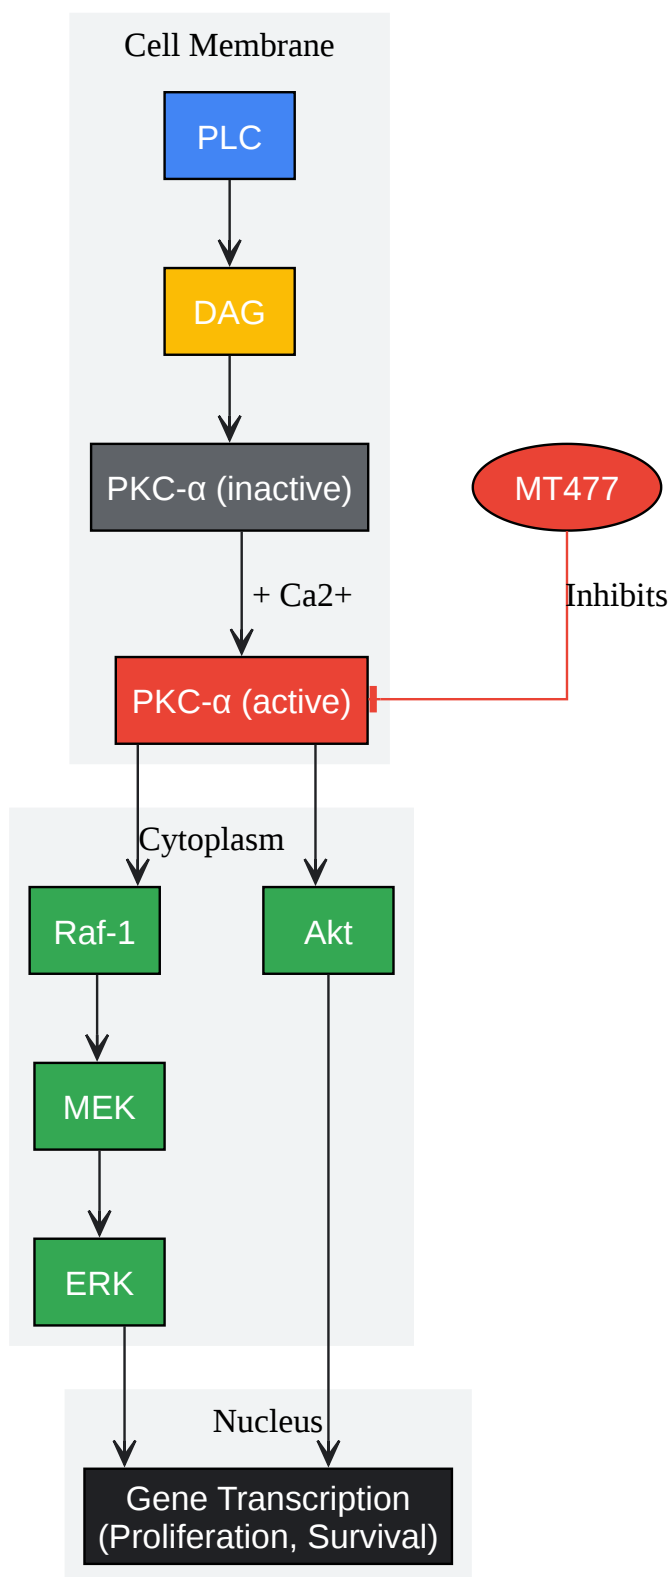 Cell Membrane
PLC
DAG
PKC-α (inactive)
MT477
+ Ca2+
Inhibits
PKC-α (active)
Cytoplasm
Raf-1
Akt
MEK
ERK
Nucleus
Gene Transcription
(Proliferation, Survival)